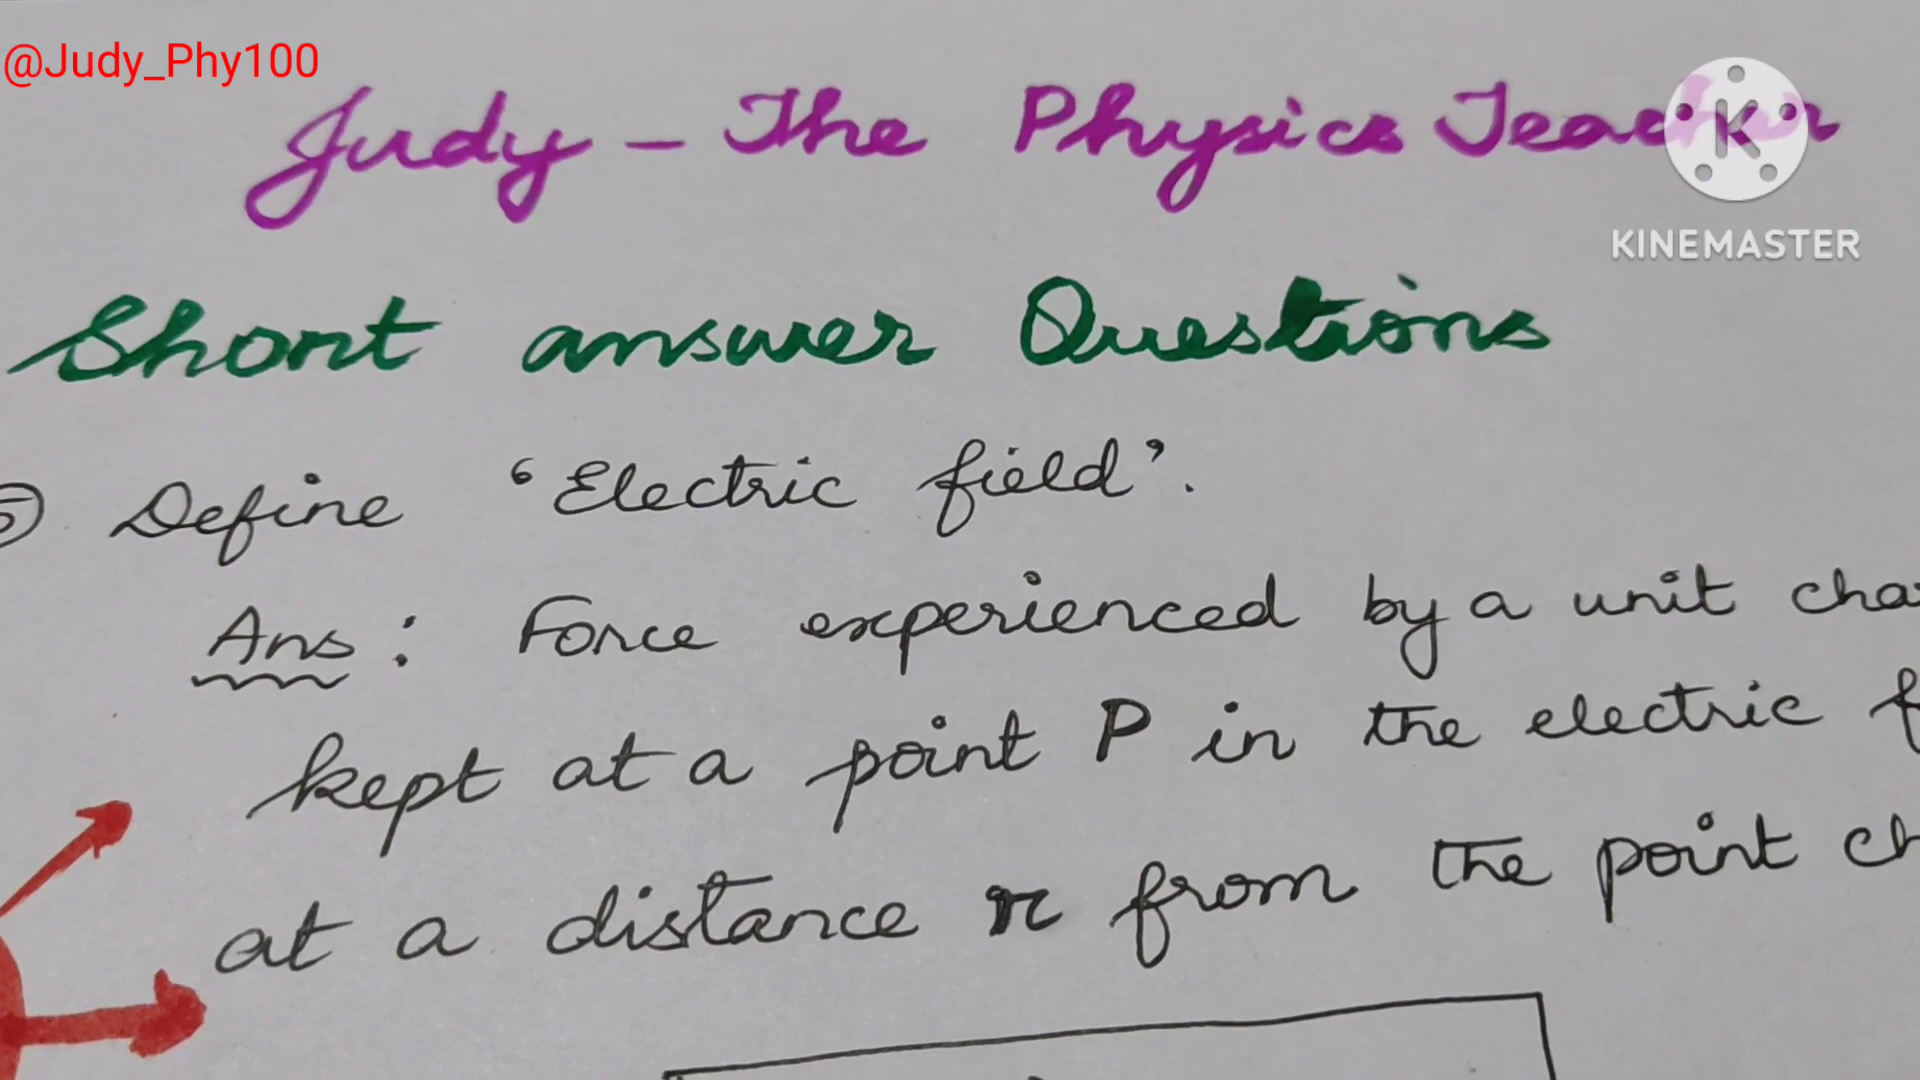 @Judy_Phy100
Judy - The Physics Teacher
KINEMASTER
Short answer Questions
Define 'Electric field'.
Ans: Force experienced by a unit
kept at a point P in the electric
at a distance r from the point